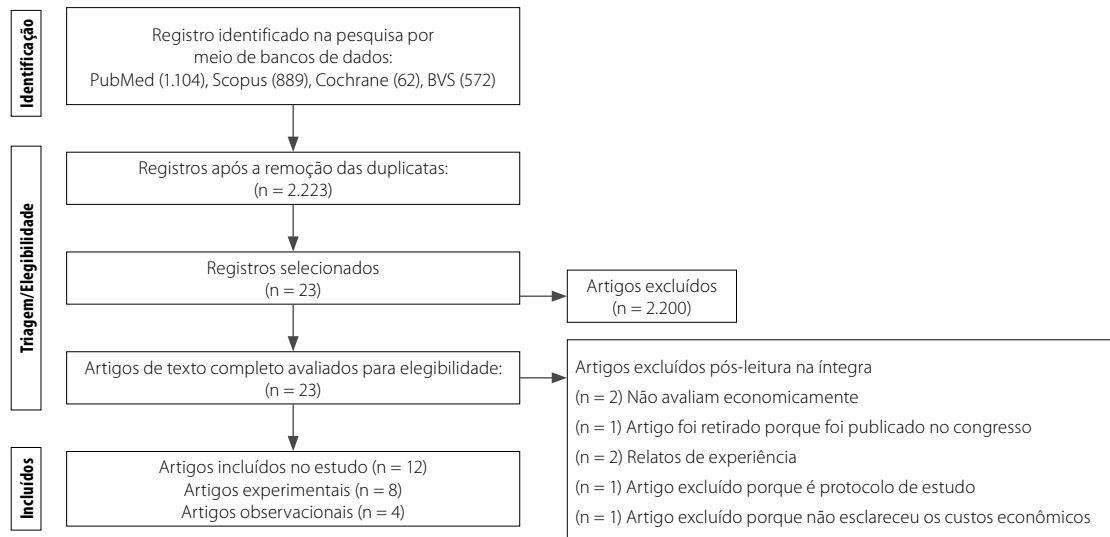 Identificação
Registro identificado na pesquisa por
meio de bancos de dados:
PubMed (1.104), Scopus (889), Cochrane (62), BVS (572)
Triagem/Elegibilidade
Registros após a remoção das duplicatas:
(n = 2.223)
Registros selecionados
(n = 23)
Artigos excluídos
(n = 2.200)
Artigos de texto completo avaliados para elegibilidade:
(n = 23)
Artigos excluídos pós-leitura na íntegra
(n = 2) Não avaliam economicamente
(n = 1) Artigo foi retirado porque foi publicado no congresso
(n = 2) Relatos de experiência
(n = 1) Artigo excluído porque é protocolo de estudo
(n = 1) Artigo excluído porque não esclareceu os custos econômicos
Incluídos
Artigos incluídos no estudo (n = 12)
Artigos experimentais (n = 8)
Artigos observacionais (n = 4)